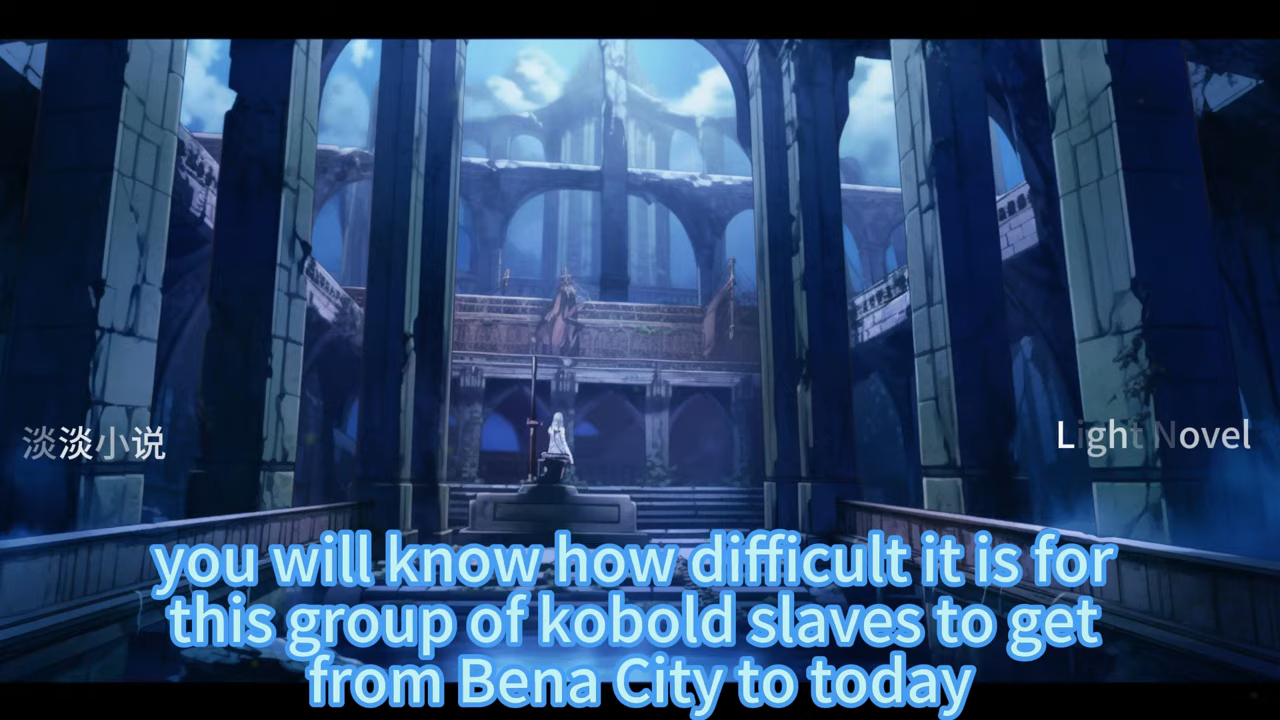 淡淡小说
Light Novel
you will know how difficult it is for
this group of kobold slaves to get
from Bena City to today